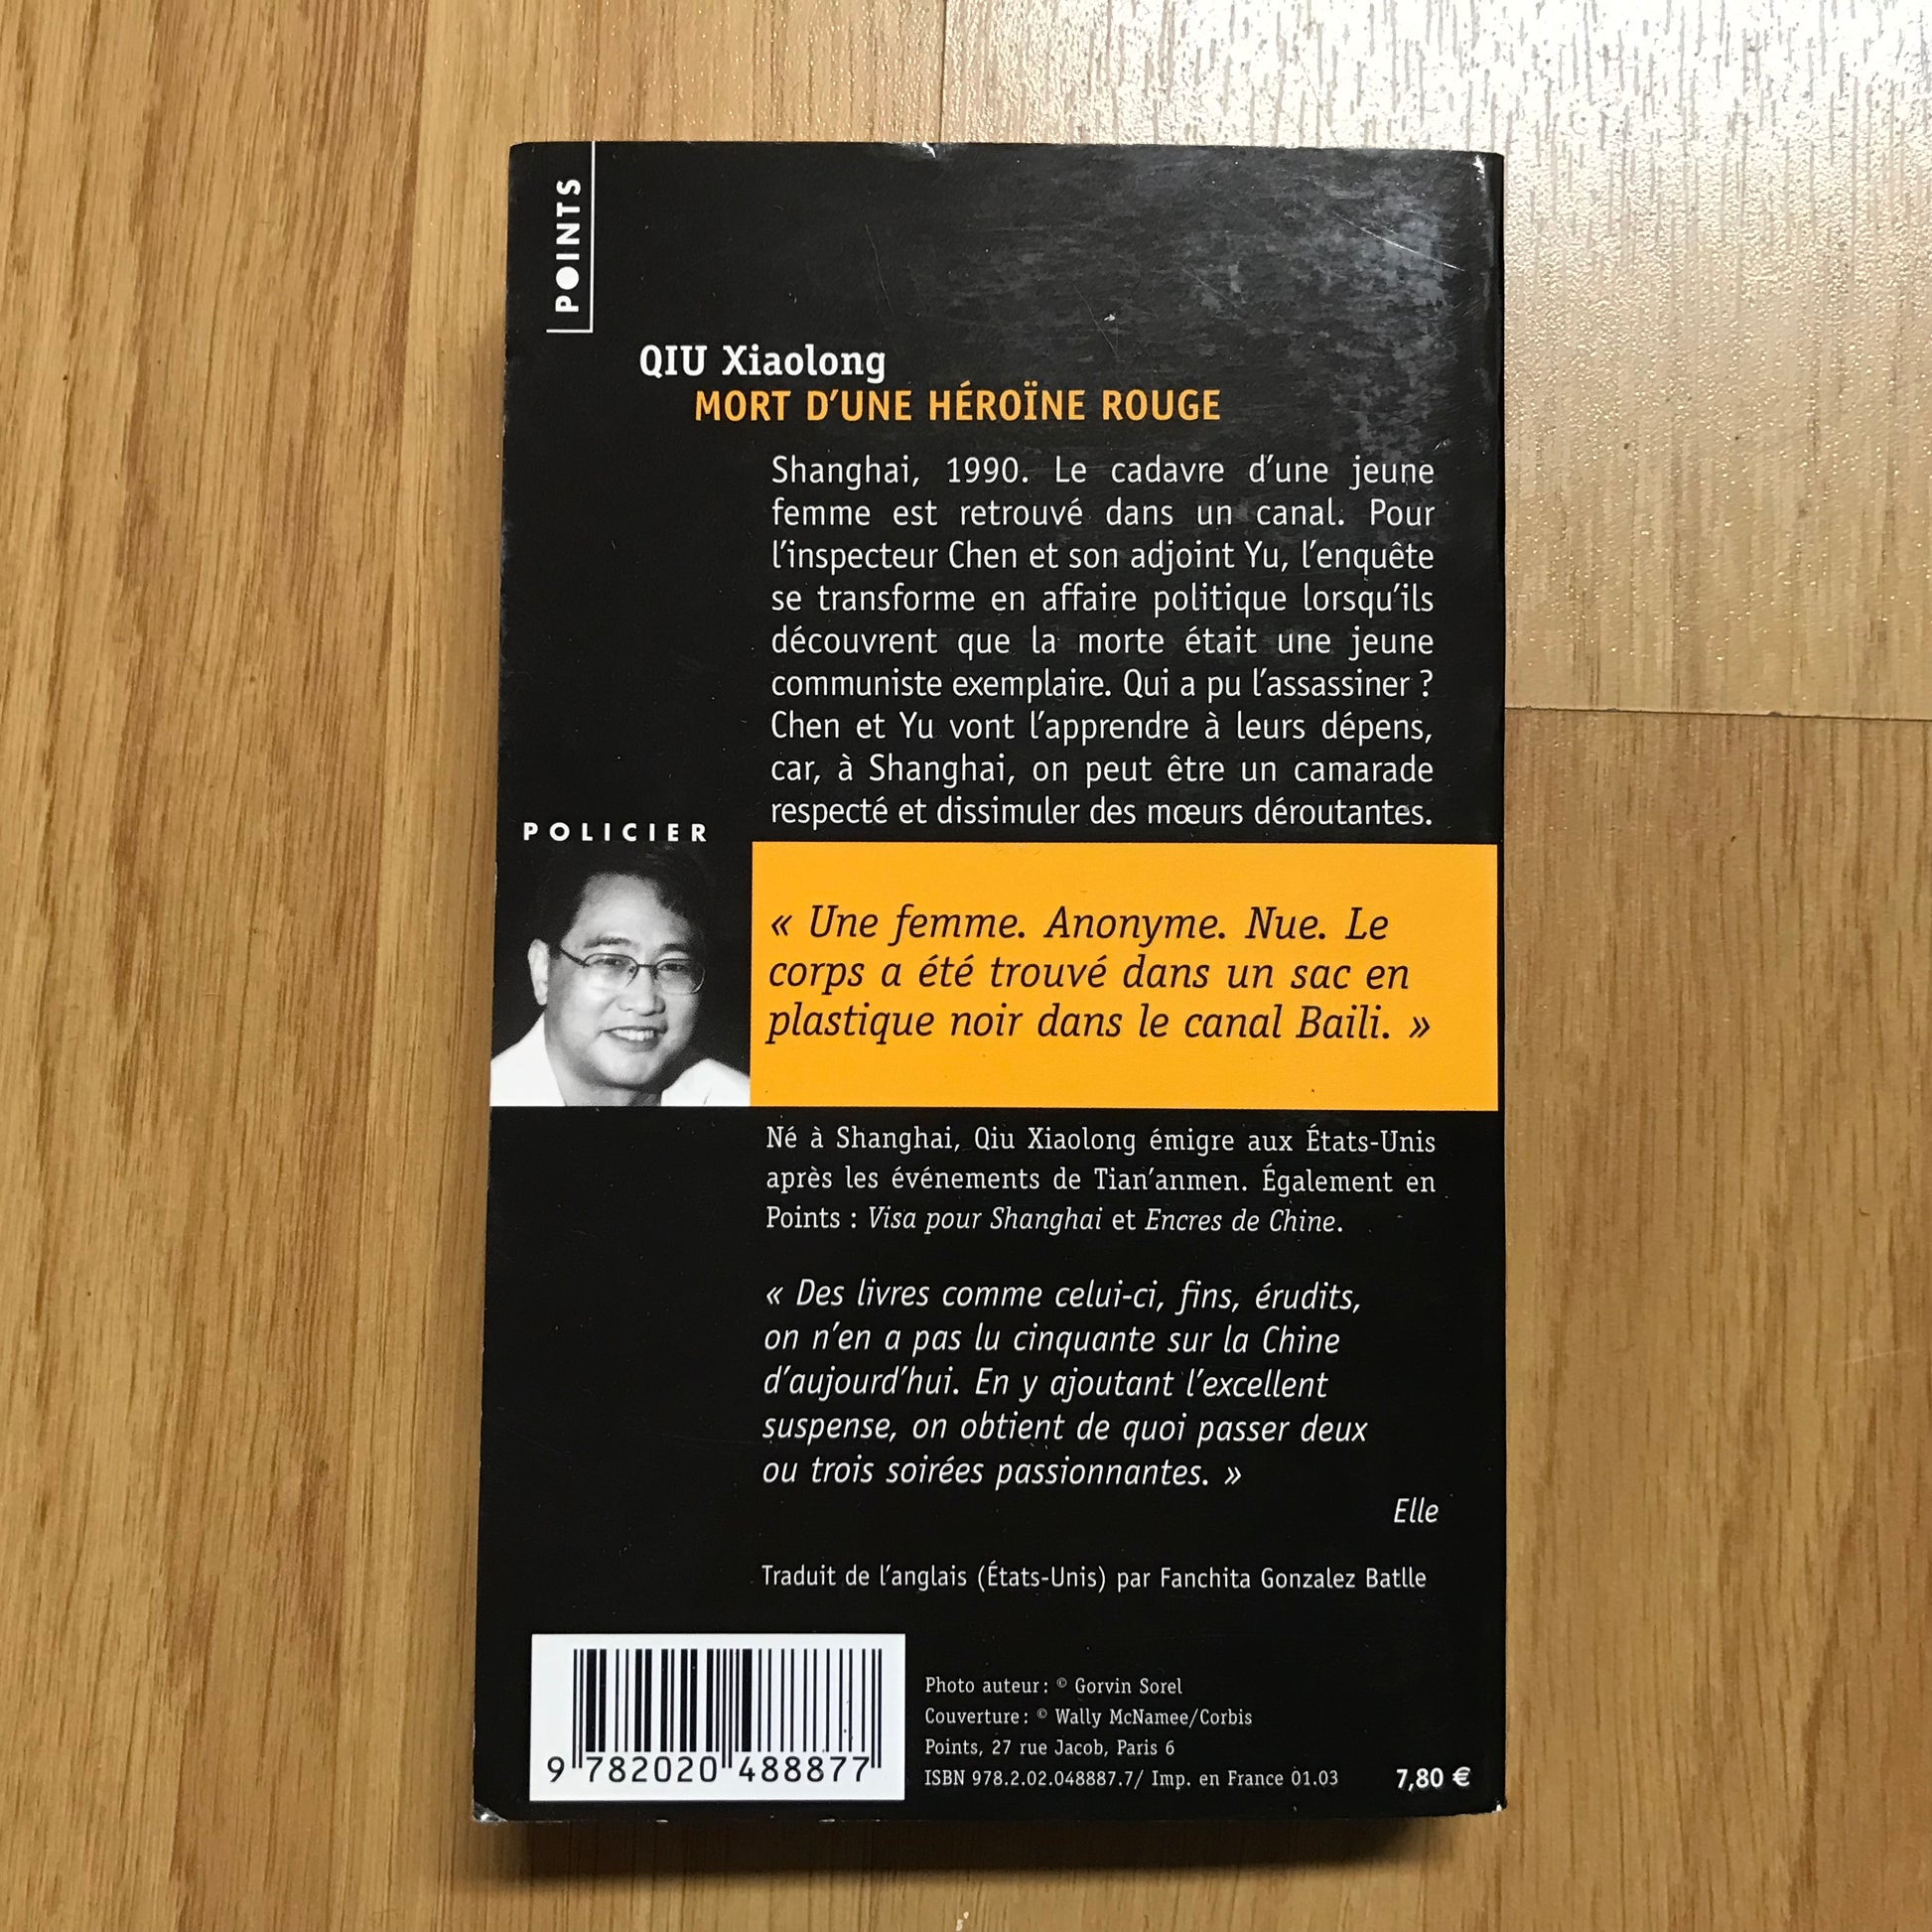 POINTS
QIU Xiaolong
MORT D'UNE HÉROÏNE ROUGE
Shanghai, 1990. Le cadavre d'une jeune
femme est retrouvé dans un canal. Pour
l'inspecteur Chen et son adjoint Yu, l'enquête
se transforme en affaire politique lorsqu'ils
découvrent que la morte était une jeune
communiste exemplaire. Qui a pu l'assassiner ?
Chen et Yu vont l'apprendre à leurs dépens,
car, à Shanghai, on peut être un camarade
respecté et dissimuler des mœurs déroutantes.
POLICIER
« Une femme. Anonyme. Nue. Le
corps a été trouvé dans un sac en
plastique noir dans le canal Baili. »
Né à Shanghai, Qiu Xiaolong émigre aux États-Unis
après les événements de Tian'anmen. Également en
Points : Visa pour Shanghai et Encres de Chine.
« Des livres comme celui-ci, fins, érudits,
on n'en a pas lu cinquante sur la Chine
d'aujourd'hui. En y ajoutant l'excellent
suspense, on obtient de quoi passer deux
ou trois soirées passionnantes. »
Elle
Traduit de l'anglais (États-Unis) par Fanchita Gonzalez Batlle
9 782020 488877
Photo auteur : © Gorvin Sorel
Couverture : © Wally McNamee/Corbis
Points, 27 rue Jacob, Paris 6
ISBN 978.2.02.048887.7/ Imp. en France 01.03
7,80 €